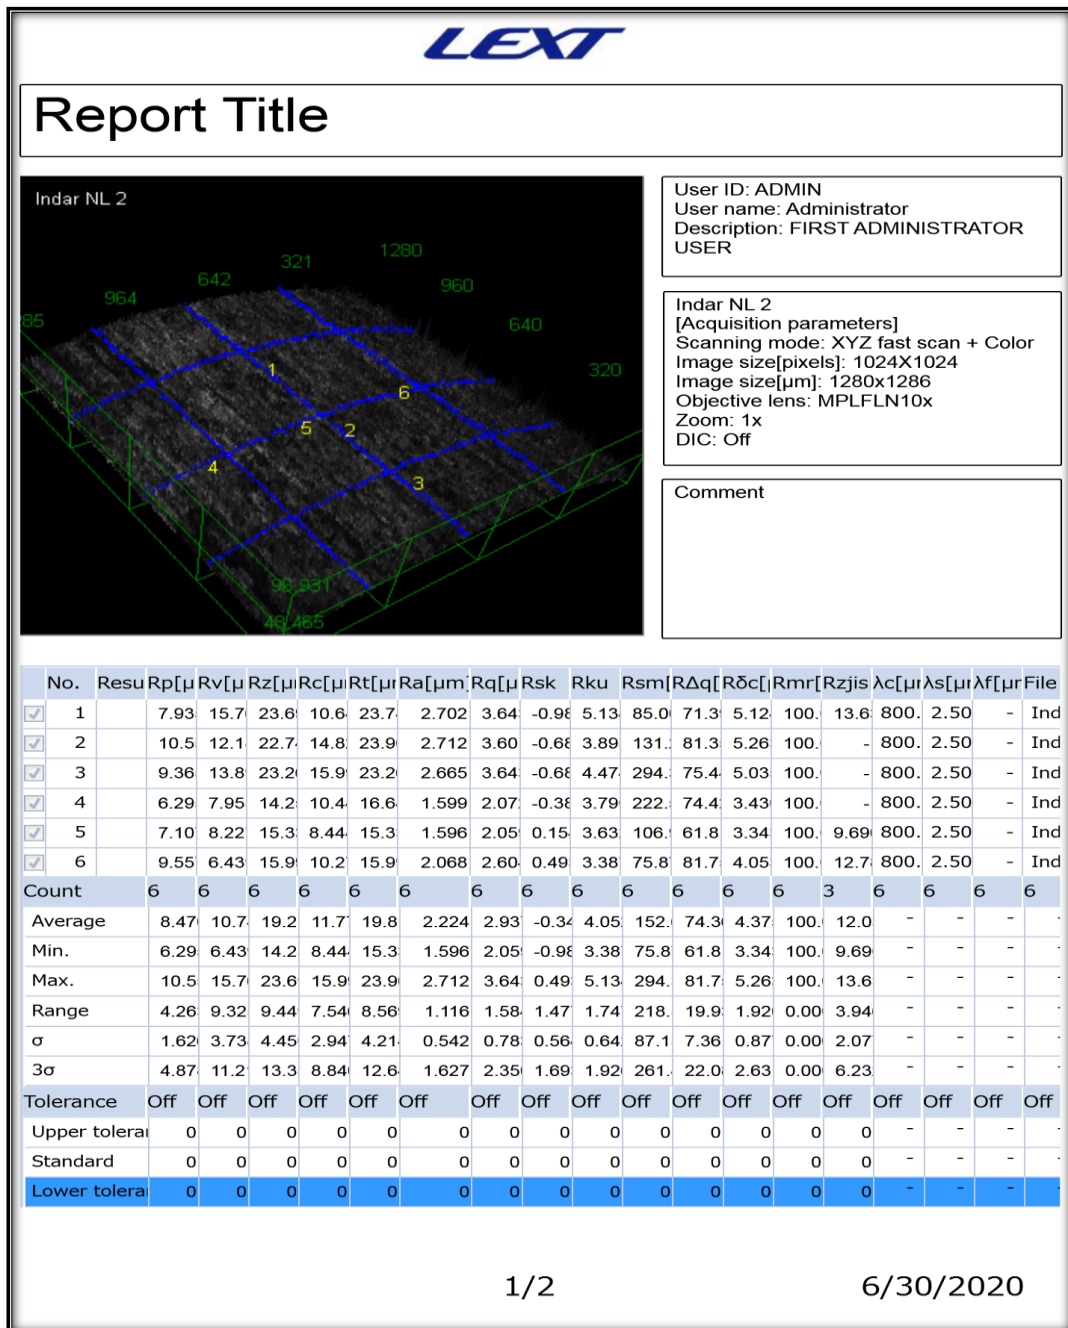 LEXT
Report Title
Indar NL 2
1280
321
642
960
964
85
640
320
1
6
5
2
4
3
98.931
48.465
User ID: ADMIN
User name: Administrator
Description: FIRST ADMINISTRATOR
USER
Indar NL 2
[Acquisition parameters]
Scanning mode: XYZ fast scan + Color
Image size[pixels]: 1024X1024
Image size[µm]: 1280x1286
Objective lens: MPLFLN10x
Zoom: 1x
DIC: Off
Comment
No. Resu Rp[µ Rv[µ Rz[µ Rc[µ Rt[µ Ra[µm] Rq[µ Rsk Rku Rsm[ RΔq[ Rδc[ Rmr[ Rzjis λc[µ λs[µ λf[µ File
1 7.93 15.7 23.6 10.6 23.7 2.702 3.64 -0.98 5.13 85.0 71.3 5.12 100. 13.6 800. 2.50 - Ind
2 10.5 12.1 22.7 14.8 23.9 2.712 3.60 -0.68 3.89 131. 81.3 5.26 100. - 800. 2.50 - Ind
3 9.36 13.8 23.2 15.9 23.2 2.665 3.64 -0.68 4.47 294. 75.4 5.03 100. - 800. 2.50 - Ind
4 6.29 7.95 14.2 10.4 16.6 1.599 2.07 -0.38 3.79 222. 74.4 3.43 100. - 800. 2.50 - Ind
5 7.10 8.22 15.3 8.44 15.3 1.596 2.05 0.15 3.63 106. 61.8 3.34 100. 9.69 800. 2.50 - Ind
6 9.55 6.43 15.9 10.2 15.9 2.068 2.60 0.49 3.38 75.8 81.7 4.05 100. 12.7 800. 2.50 - Ind
Count 6 6 6 6 6 6 6 6 6 6 6 6 6 3 6 6 6 6
Average 8.47 10.7 19.2 11.7 19.8 2.224 2.93 -0.34 4.05 152. 74.3 4.37 100. 12.0 - - - -
Min. 6.29 6.43 14.2 8.44 15.3 1.596 2.05 -0.98 3.38 75.8 61.8 3.34 100. 9.69 - - - -
Max. 10.5 15.7 23.6 15.9 23.9 2.712 3.64 0.49 5.13 294. 81.7 5.26 100. 13.6 - - - -
Range 4.26 9.32 9.44 7.54 8.56 1.116 1.58 1.47 1.74 218. 19.9 1.92 0.00 3.94 - - - -
σ 1.62 3.73 4.45 2.94 4.21 0.542 0.78 0.56 0.64 87.1 7.36 0.87 0.00 2.07 - - - -
3σ 4.87 11.2 13.3 8.84 12.6 1.627 2.35 1.69 1.92 261. 22.0 2.63 0.00 6.23 - - - -
Tolerance Off Off Off Off Off Off Off Off Off Off Off Off Off Off Off Off Off Off
Upper tolera 0 0 0 0 0 0 0 0 0 0 0 0 0 0 - - - -
Standard 0 0 0 0 0 0 0 0 0 0 0 0 0 0 - - - -
Lower tolera 0 0 0 0 0 0 0 0 0 0 0 0 0 0 - - - -
1/2
6/30/2020